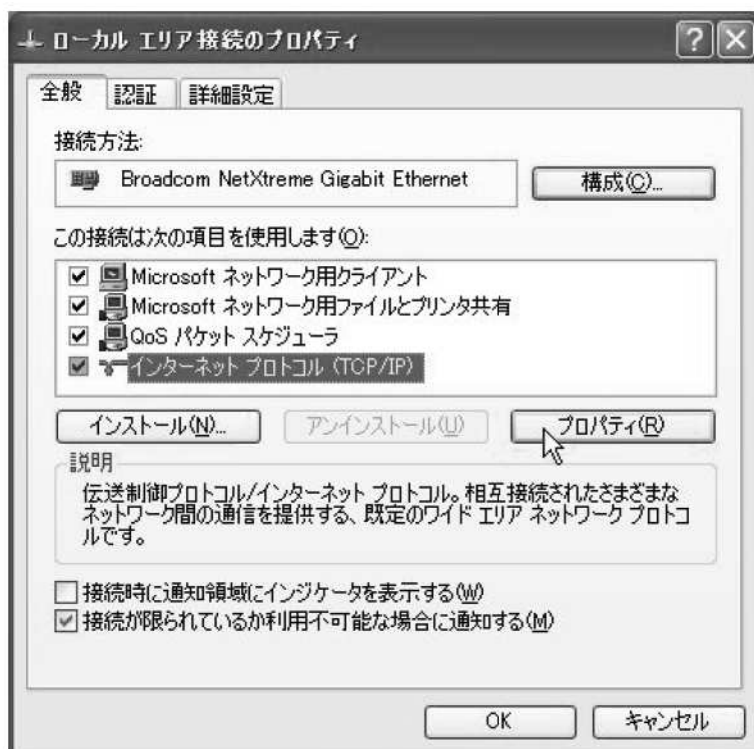 ローカル エリア接続のプロパティ
全般 認証 詳細設定
接続方法:
Broadcom NetXtreme Gigabit Ethernet 構成(C)...
この接続は次の項目を使用します(O):
Microsoft ネットワーク用クライアント
Microsoft ネットワーク用ファイルとプリンタ共有
QoS パケット スケジューラ
インターネット プロトコル (TCP/IP)
インストール(N)... アンインストール(U) プロパティ(R)
説明
伝送制御プロトコル/インターネット プロトコル。相互接続されたさまざまな
ネットワーク間の通信を提供する、既定のワイド エリア ネットワーク プロトコ
ルです。
接続時に通知領域にインジケータを表示する(W)
接続が限られているか利用不可能な場合に通知する(M)
OK キャンセル